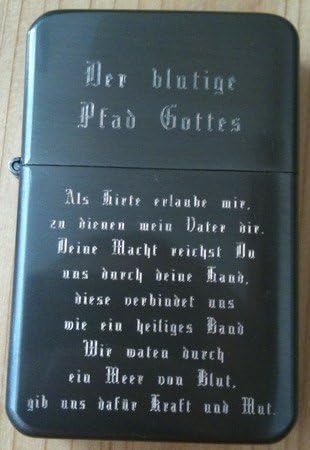 Der blutige
Pfad Gottes
Als Hirte erlaube mir,
zu dienen mein Vater dir.
Deine Macht reichst Du
uns durch deine Hand,
diese verbindet uns
wie ein heiliges Band
Wir waten durch
ein Meer von Blut,
gib uns dafür Kraft und Mut.